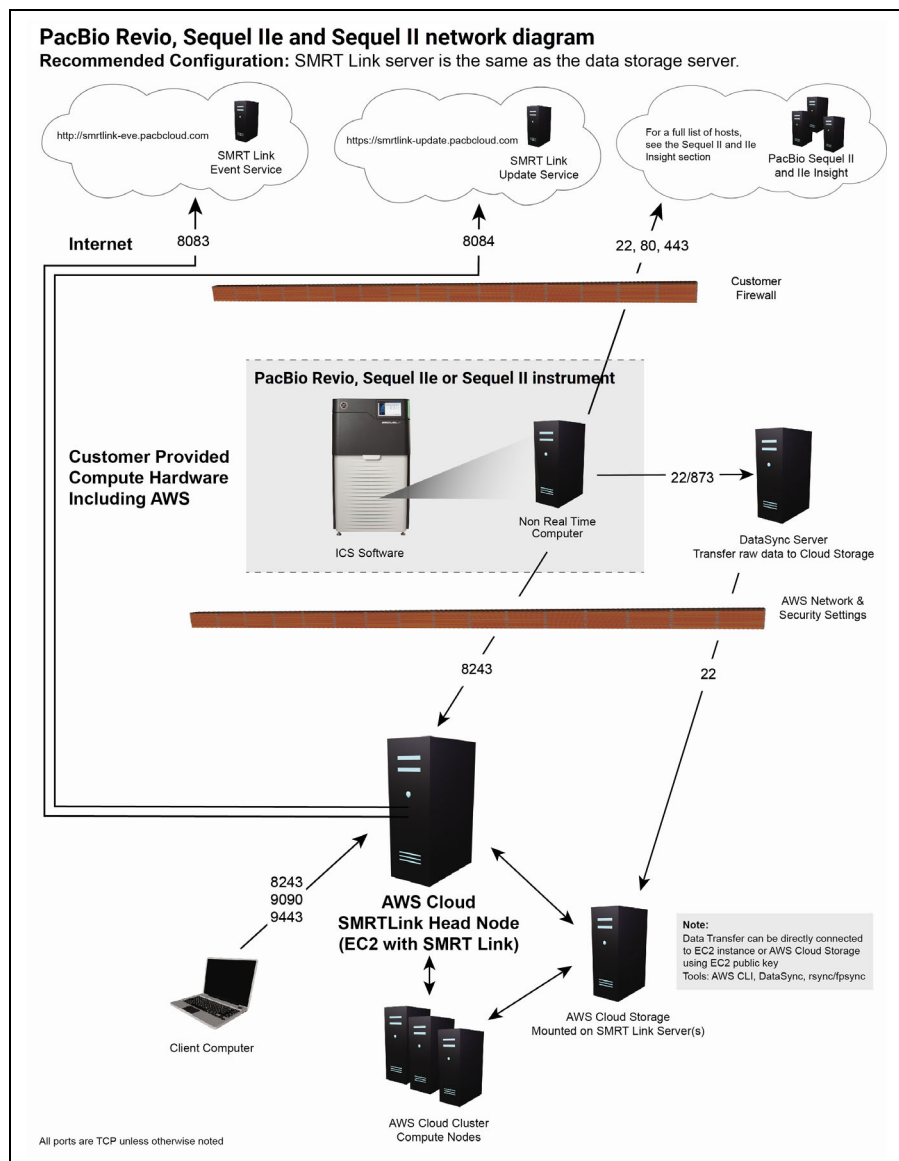 PacBio Revio, Sequel IIe and Sequel II network diagram
Recommended Configuration: SMRT Link server is the same as the data storage server.
http://smrtlink-eve.pacbcloud.com
SMRT Link
Event Service
https://smrtlink-update.pacbcloud.com
SMRT Link
Update Service
For a full list of hosts,
see the Sequel II and IIe
Insight section
PacBio Sequel II
and IIe Insight
Internet
8083
8084
22, 80, 443
Customer
Firewall
PacBio Revio, Sequel IIe or Sequel II instrument
Customer Provided
Compute Hardware
Including AWS
ICS Software
Non Real Time
Computer
22/873
DataSync Server
Transfer raw data to Cloud Storage
AWS Network &
Security Settings
8243
22
8243
9090
9443
AWS Cloud
SMRTLink Head Node
(EC2 with SMRT Link)
Note:
Data Transfer can be directly connected
to EC2 instance or AWS Cloud Storage
using EC2 public key
Tools: AWS CLI, DataSync, rsync/fpsync
Client Computer
AWS Cloud Storage
Mounted on SMRT Link Server(s)
AWS Cloud Cluster
Compute Nodes
All ports are TCP unless otherwise noted